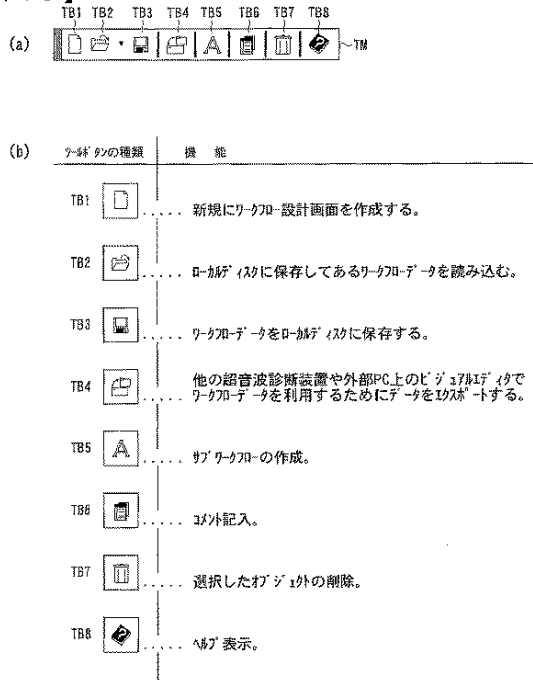 TB1 TB2 TB3 TB4 TB5 TB6 TB7 TB8
(a) TM
(b) ﾂｰﾙﾎﾞﾀﾝの種類 機 能
TB1 ..... 新規にﾜｰｸﾌﾛｰ設計画面を作成する。
TB2 ..... ﾛｰｶﾙﾃﾞｨｽｸに保存してあるﾜｰｸﾌﾛｰﾃﾞｰﾀを読み込む。
TB3 ..... ﾜｰｸﾌﾛｰﾃﾞｰﾀをﾛｰｶﾙﾃﾞｨｽｸに保存する。
TB4 ..... 他の超音波診断装置や外部PC上のﾋﾞｼﾞｭｱﾙｴﾃﾞｨﾀで
ﾜｰｸﾌﾛｰﾃﾞｰﾀを利用するためにﾃﾞｰﾀをｴｸｽﾎﾟｰﾄする。
TB5 ..... ｻﾌﾞﾜｰｸﾌﾛｰの作成。
TB6 ..... ｺﾒﾝﾄ記入。
TB7 ..... 選択したｵﾌﾞｼﾞｪｸﾄの削除。
TB8 ..... ﾍﾙﾌﾟ表示。